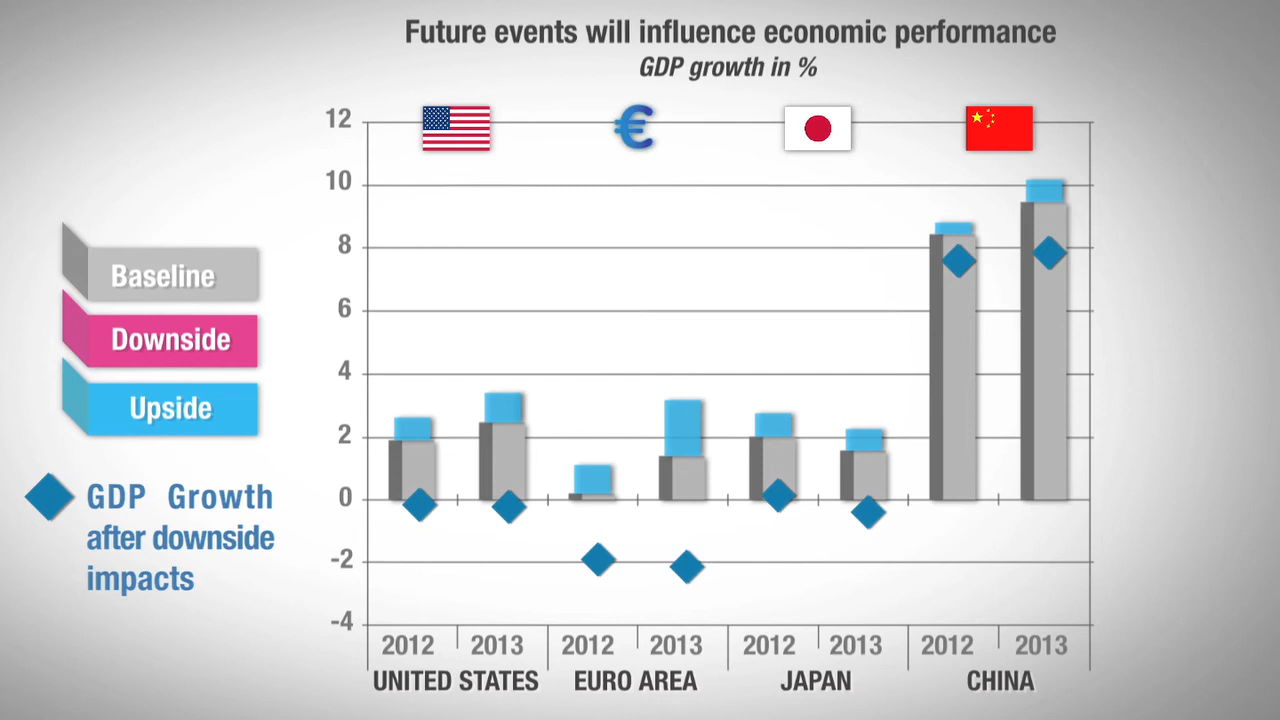 Future events will influence economic performance
GDP growth in %
12
10
8
6
4
2
0
-2
-4
Baseline
Downside
Upside
GDP Growth
after downside
impacts
€
2012 2013 2012 2013 2012 2013 2012 2013
UNITED STATES EURO AREA JAPAN CHINA